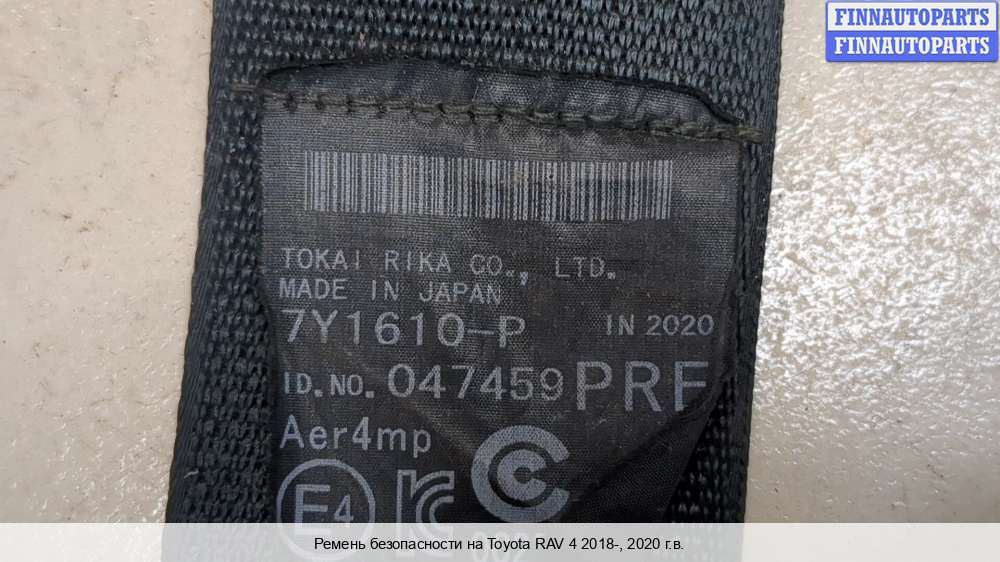 FINNAUTOPARTS
FINNAUTOPARTS
TOKAI RIKA CO., LTD.
MADE IN JAPAN
7Y1610-P IN 2020
ID.NO. 047459 PRF
Aer4mp
E4
Ремень безопасности на Toyota RAV 4 2018-, 2020 г.в.